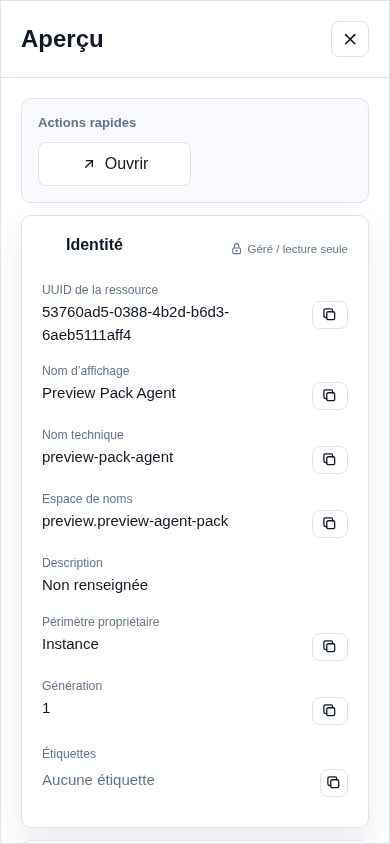 Aperçu
Actions rapides
Ouvrir
Identité
Géré / lecture seule
UUID de la ressource
53760ad5-0388-4b2d-b6d3-
6aeb5111aff4
Nom d’affichage
Preview Pack Agent
Nom technique
preview-pack-agent
Espace de noms
preview.preview-agent-pack
Description
Non renseignée
Périmètre propriétaire
Instance
Génération
1
Étiquettes
Aucune étiquette